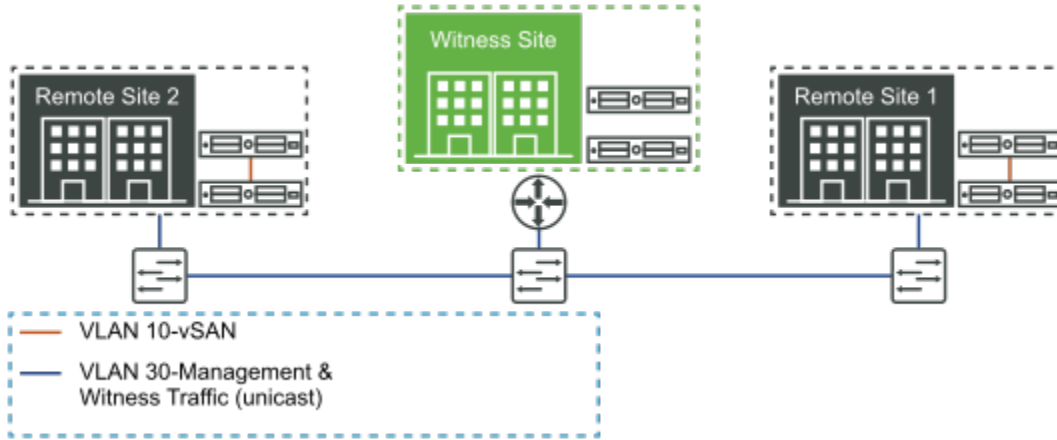 Witness Site
Remote Site 2
Remote Site 1
VLAN 10-vSAN
VLAN 30-Management &
Witness Traffic (unicast)